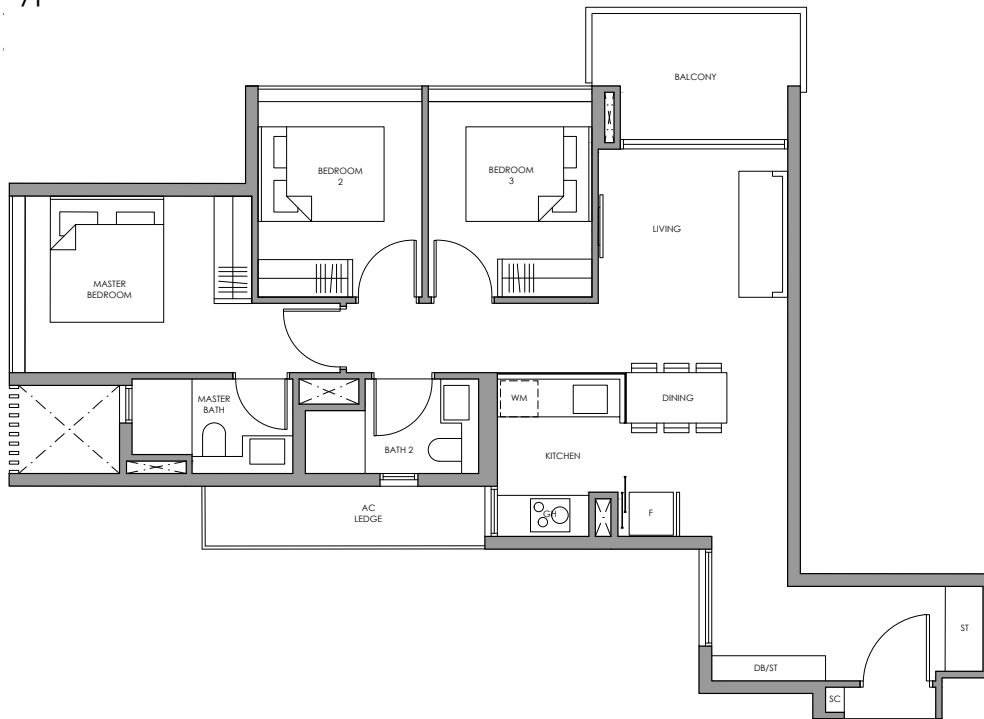 BALCONY
BEDROOM
2
BEDROOM
3
LIVING
MASTER
BEDROOM
MASTER
BATH
WM
DINING
BATH 2
KITCHEN
AC
LEDGE
GH
F
ST
DB/ST
SC